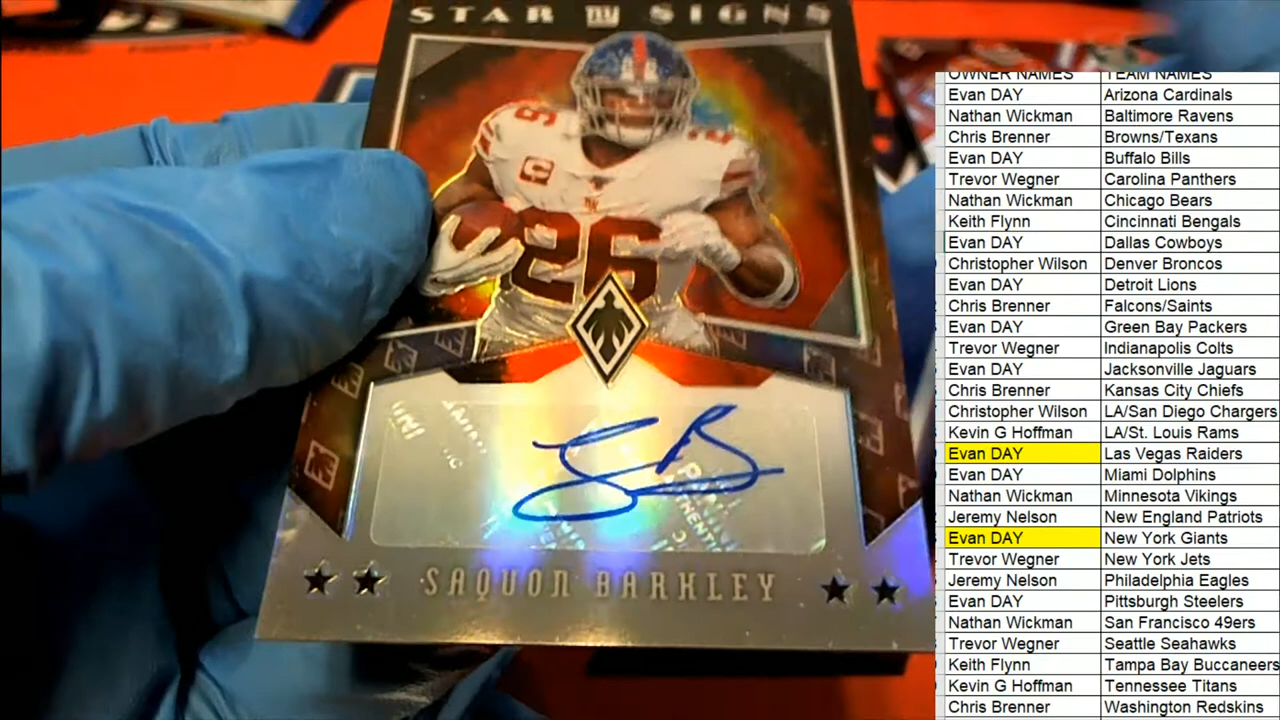 STAR NY SIGNS
26
26
C
26
SAQUON BARKLEY
OWNER NAMES TEAM NAMES
Evan DAY Arizona Cardinals
Nathan Wickman Baltimore Ravens
Chris Brenner Browns/Texans
Evan DAY Buffalo Bills
Trevor Wegner Carolina Panthers
Nathan Wickman Chicago Bears
Keith Flynn Cincinnati Bengals
Evan DAY Dallas Cowboys
Christopher Wilson Denver Broncos
Evan DAY Detroit Lions
Chris Brenner Falcons/Saints
Evan DAY Green Bay Packers
Trevor Wegner Indianapolis Colts
Evan DAY Jacksonville Jaguars
Chris Brenner Kansas City Chiefs
Christopher Wilson LA/San Diego Chargers
Kevin G Hoffman LA/St. Louis Rams
Evan DAY Las Vegas Raiders
Evan DAY Miami Dolphins
Nathan Wickman Minnesota Vikings
Jeremy Nelson New England Patriots
Evan DAY New York Giants
Trevor Wegner New York Jets
Jeremy Nelson Philadelphia Eagles
Evan DAY Pittsburgh Steelers
Nathan Wickman San Francisco 49ers
Trevor Wegner Seattle Seahawks
Keith Flynn Tampa Bay Buccaneers
Kevin G Hoffman Tennessee Titans
Chris Brenner Washington Redskins